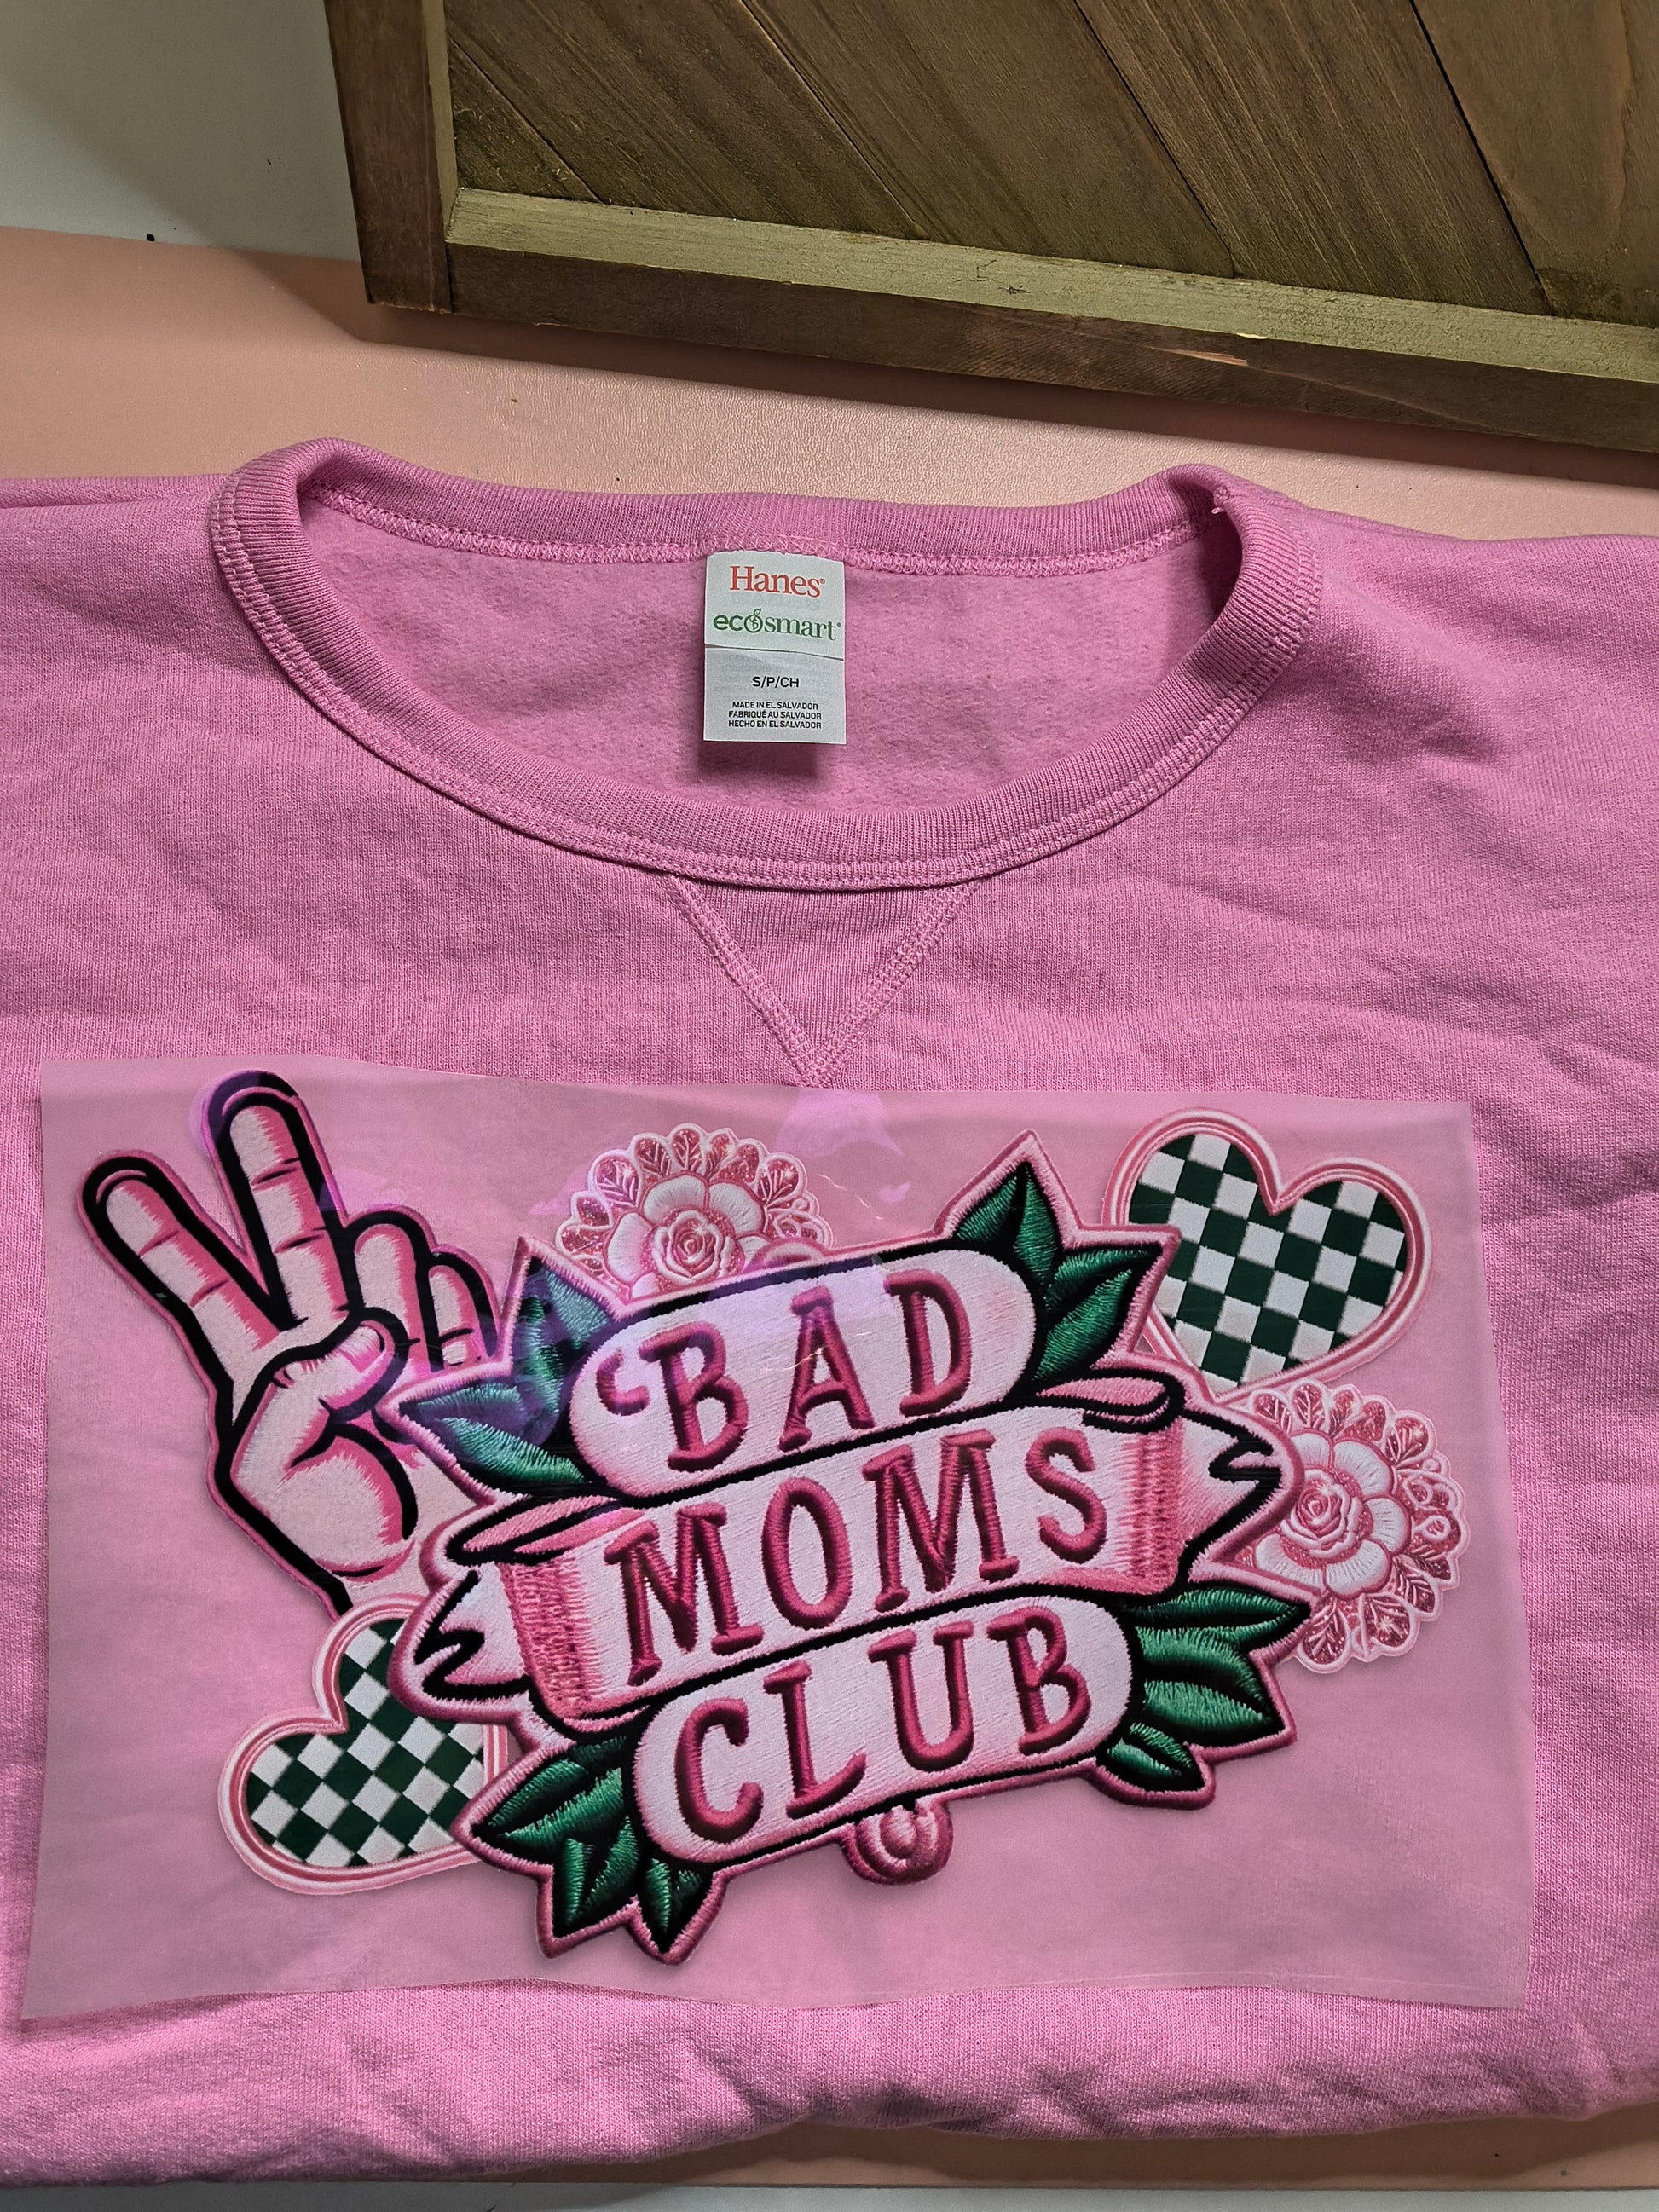 Hanes®
ecosmart®
S/P/CH
MADE IN EL SALVADOR
FABRIQUÉ AU SALVADOR
HECHO EN EL SALVADOR
BAD
MOMS
CLUB